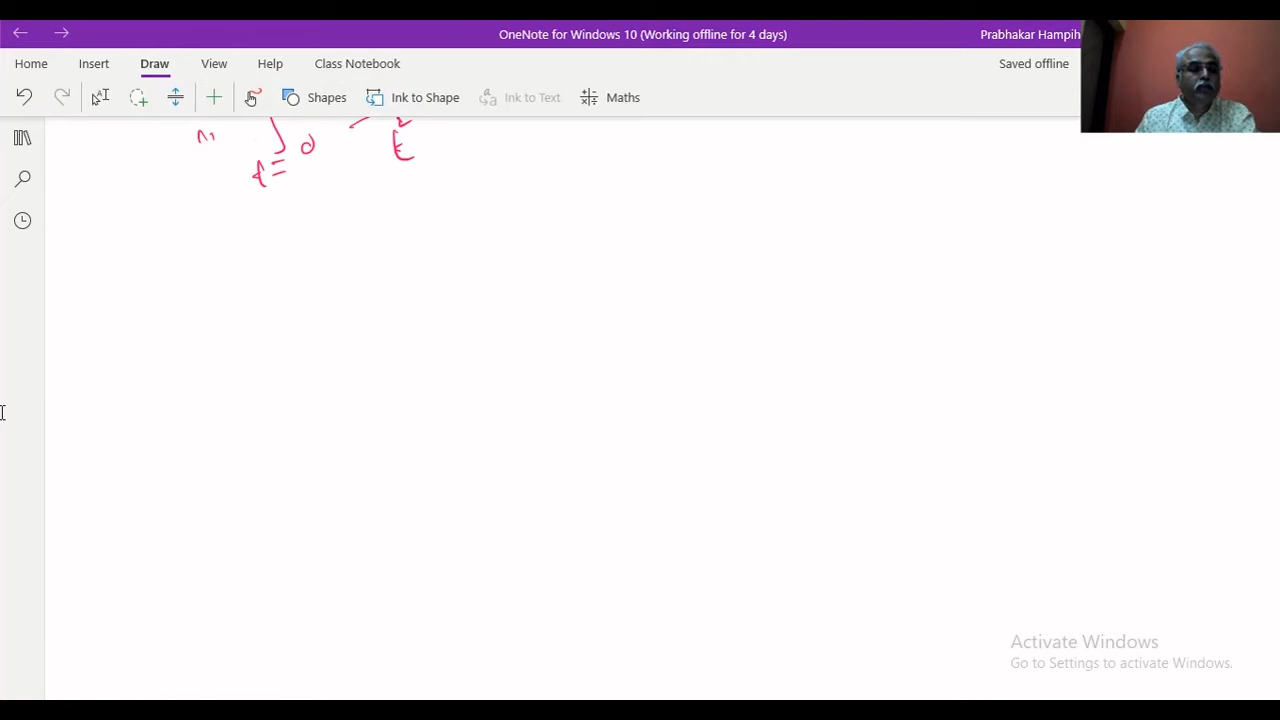 OneNote for Windows 10 (Working offline for 4 days)
Prabhakar Hampih
Home Insert Draw View Help Class Notebook
Saved offline
Shapes Ink to Shape Ink to Text Maths
Activate Windows
Go to Settings to activate Windows.